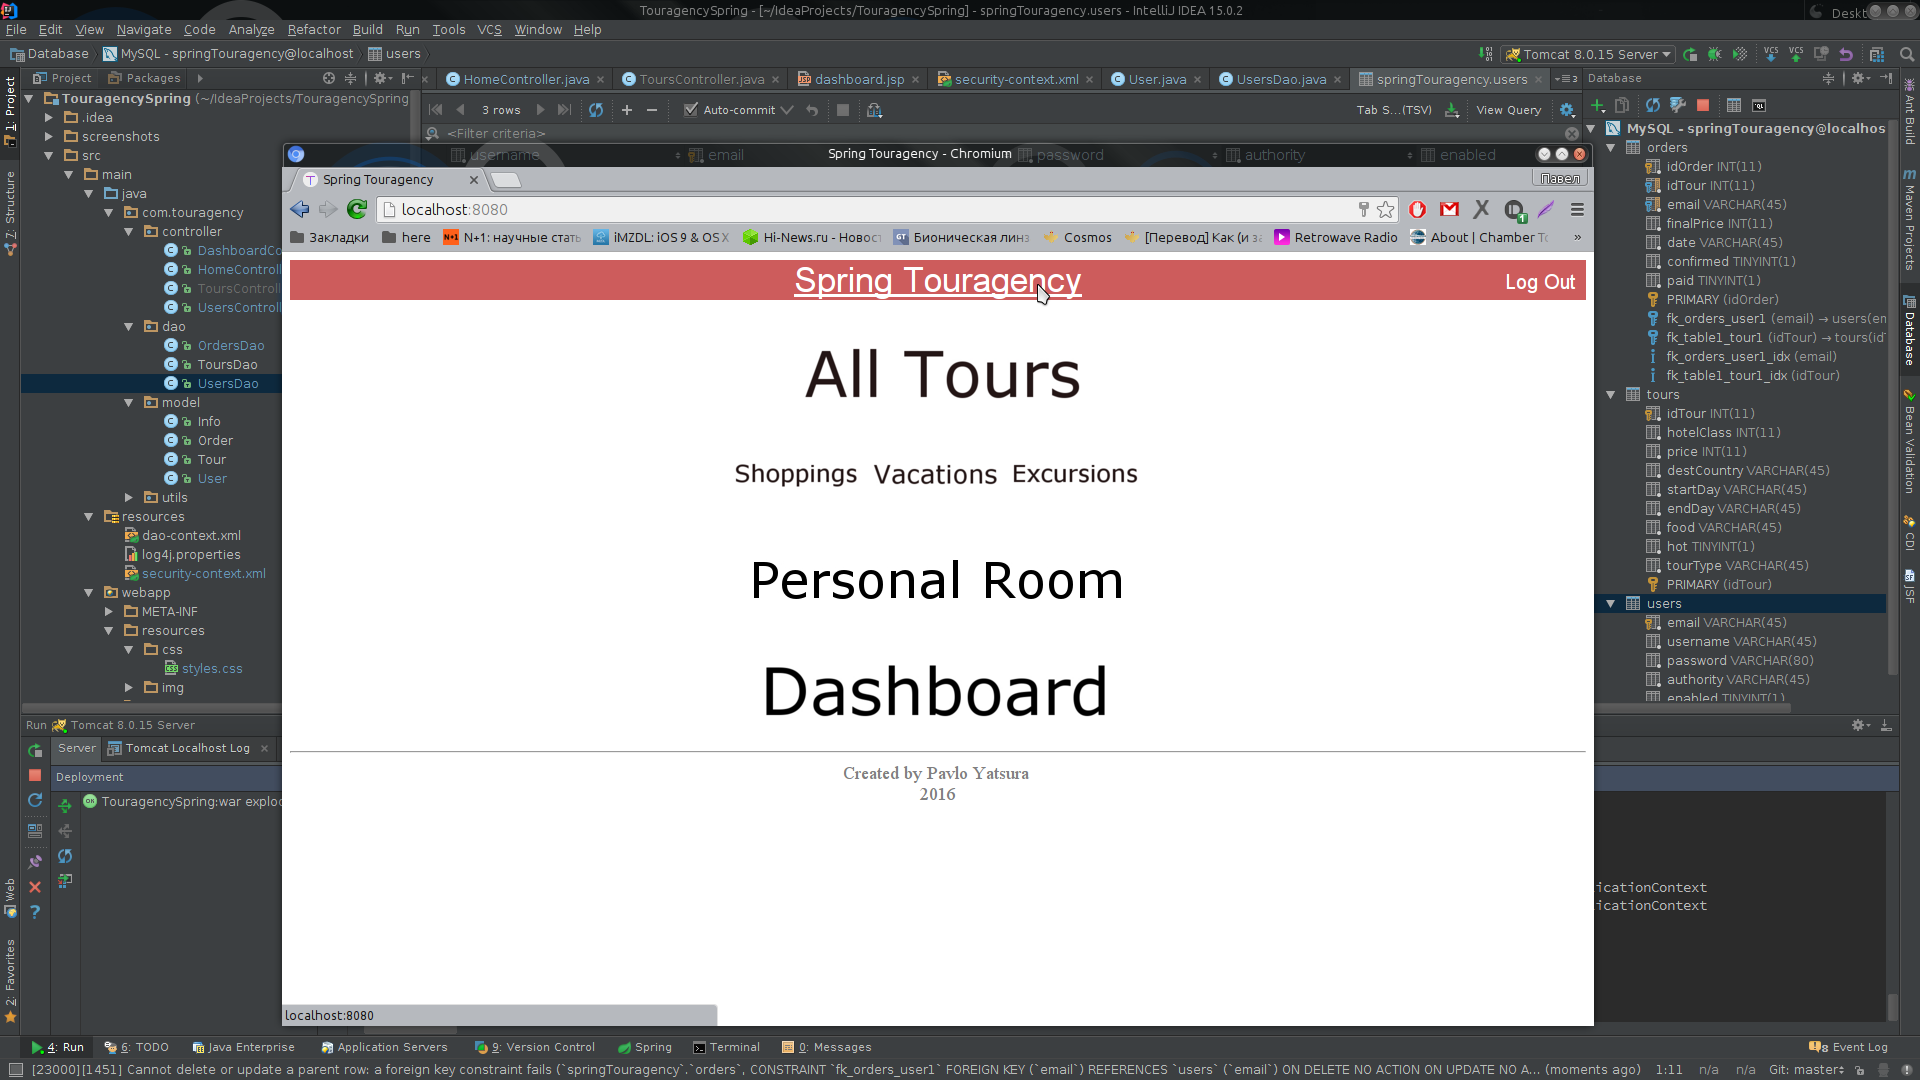 TouragencySpring - [~/IdeaProjects/TouragencySpring] - springTouragency.users - IntelliJ IDEA 15.0.2
File Edit View Navigate Code Analyze Refactor Build Run Tools VCS Window Help
Database MySQL - springTouragency@localhost users
Tomcat 8.0.15 Server
Project Packages
HomeController.java ToursController.java dashboard.jsp security-context.xml User.java UsersDao.java springTouragency.users
Database
3 rows Auto-commit Tab S...(TSV) View Query
<Filter criteria>
username email password authority enabled
1: Project
7: Structure
Web
2: Favorites
TouragencySpring (~/IdeaProjects/TouragencySpring
.idea
screenshots
src
main
java
com.touragency
controller
DashboardCo
HomeControl
ToursControl
UsersControl
dao
OrdersDao
ToursDao
UsersDao
model
Info
Order
Tour
User
utils
resources
dao-context.xml
log4j.properties
security-context.xml
webapp
META-INF
resources
css
styles.css
img
Spring Touragency - Chromium
Spring Touragency
Павел
localhost:8080
Закладки here N+1: научные стать iMZDL: iOS 9 & OS X Hi-News.ru - Новост Бионическая линз Cosmos [Перевод] Как (и за Retrowave Radio About | Chamber To »
Spring Touragency
Log Out
All Tours
Shoppings Vacations Excursions
Personal Room
Dashboard
Created by Pavlo Yatsura
2016
localhost:8080
MySQL - springTouragency@localhos
orders
idOrder INT(11)
idTour INT(11)
email VARCHAR(45)
finalPrice INT(11)
date VARCHAR(45)
confirmed TINYINT(1)
paid TINYINT(1)
PRIMARY (idOrder)
fk_orders_user1 (email) → users(em
fk_table1_tour1 (idTour) → tours(id
fk_orders_user1_idx (email)
fk_table1_tour1_idx (idTour)
tours
idTour INT(11)
hotelClass INT(11)
price INT(11)
destCountry VARCHAR(45)
startDay VARCHAR(45)
endDay VARCHAR(45)
food VARCHAR(45)
hot TINYINT(1)
tourType VARCHAR(45)
PRIMARY (idTour)
users
email VARCHAR(45)
username VARCHAR(45)
password VARCHAR(80)
authority VARCHAR(45)
enabled TINYINT(1)
Ant Build
Maven Projects
Database
Bean Validation
CDI
JSF
Run Tomcat 8.0.15 Server
Server Tomcat Localhost Log
Deployment
TouragencySpring:war explo
icationContext
icationContext
4: Run 6: TODO Java Enterprise Application Servers 9: Version Control Spring Terminal 0: Messages 8 Event Log
[23000][1451] Cannot delete or update a parent row: a foreign key constraint fails (`springTouragency`.`orders`, CONSTRAINT `fk_orders_user1` FOREIGN KEY (`email`) REFERENCES `users` (`email`) ON DELETE NO ACTION ON UPDATE NO A... (moments ago) 1:11 n/a n/a Git: master